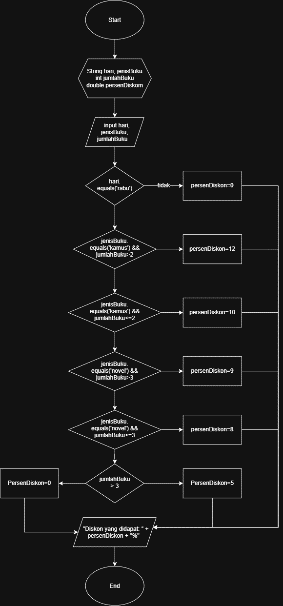 Start
String hari, jenisBuku
int jumlahBuku
double persenDiskom
input hari,
jenisBuku,
jumlahBuku
hari.
equals('rabu')
tidak
persenDiskon=0
jenisBuku.
equals('kamus') &&
jumlahBuku>2
persenDiskon=12
jenisBuku.
equals('kamus') &&
jumlahBuku<=2
persenDiskon=10
jenisBuku.
equals('novel') &&
jumlahBuku>3
persenDiskon=9
jenisBuku.
equals('novel') &&
jumlahBuku<=3
persenDiskon=8
PersenDiskon=0
jumlahBuku
> 3
PersenDiskon=5
"Diskon yang didapat: " +
persenDiskon + "%"
End